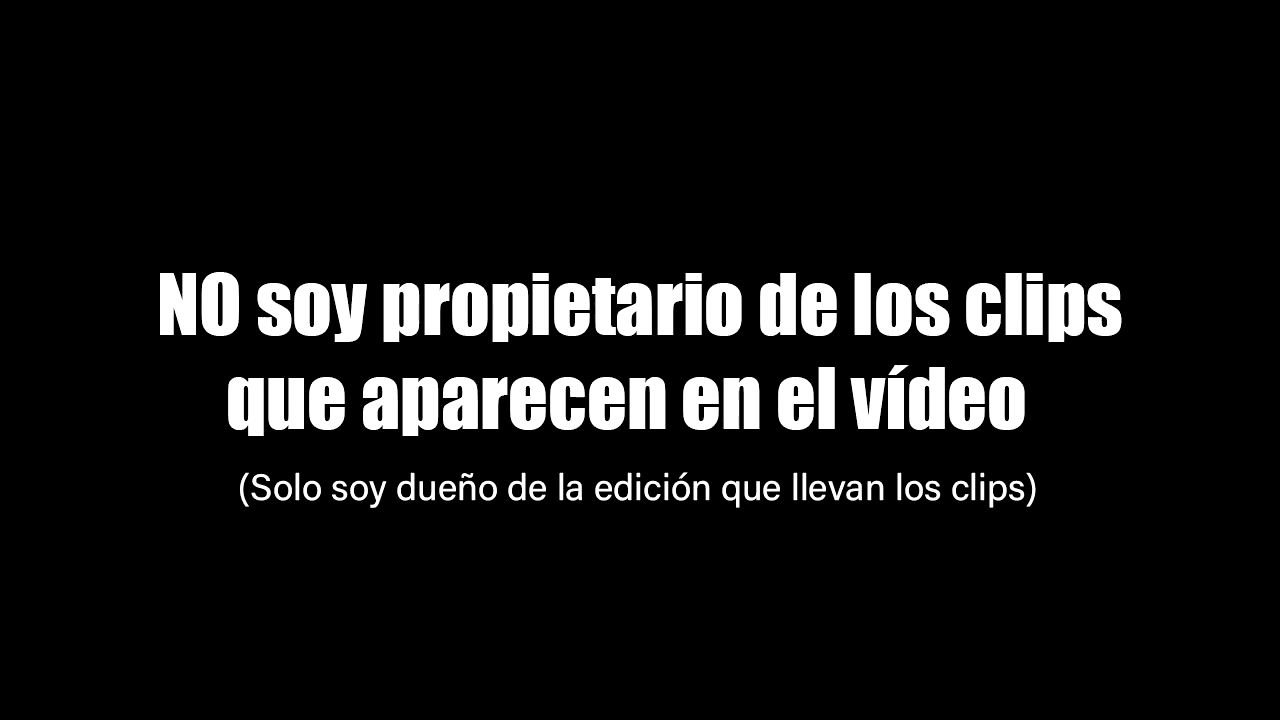 NO soy propietario de los clips
que aparecen en el vídeo
(Solo soy dueño de la edición que llevan los clips)